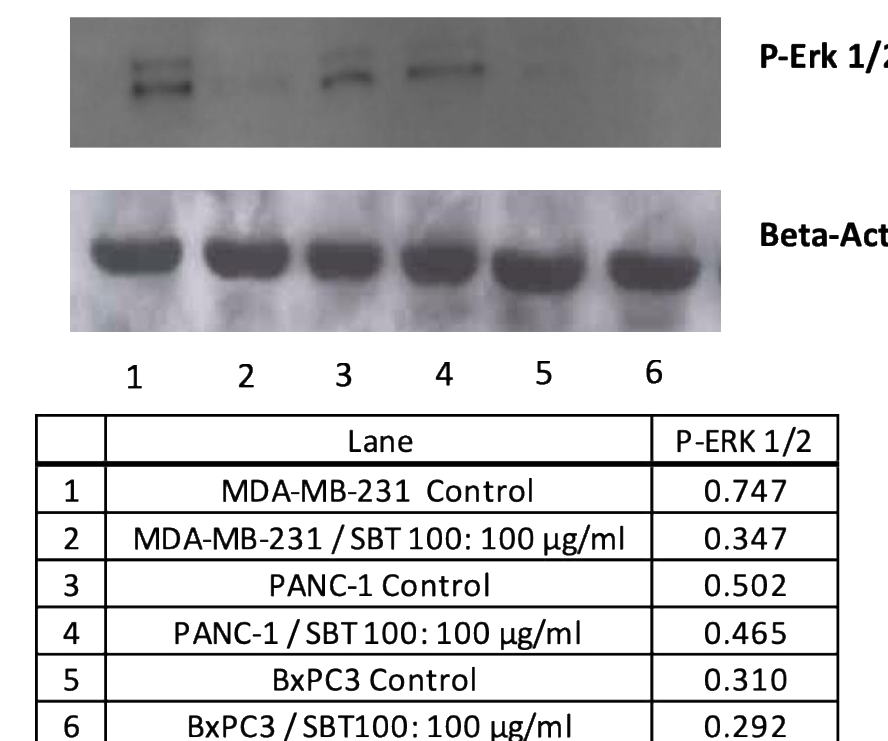 P-Erk 1/2
Beta-Act
1 2 3 4 5 6
Lane P-ERK 1/2
1 MDA-MB-231 Control 0.747
2 MDA-MB-231 / SBT 100: 100 µg/ml 0.347
3 PANC-1 Control 0.502
4 PANC-1 / SBT 100: 100 µg/ml 0.465
5 BxPC3 Control 0.310
6 BxPC3 / SBT100: 100 µg/ml 0.292